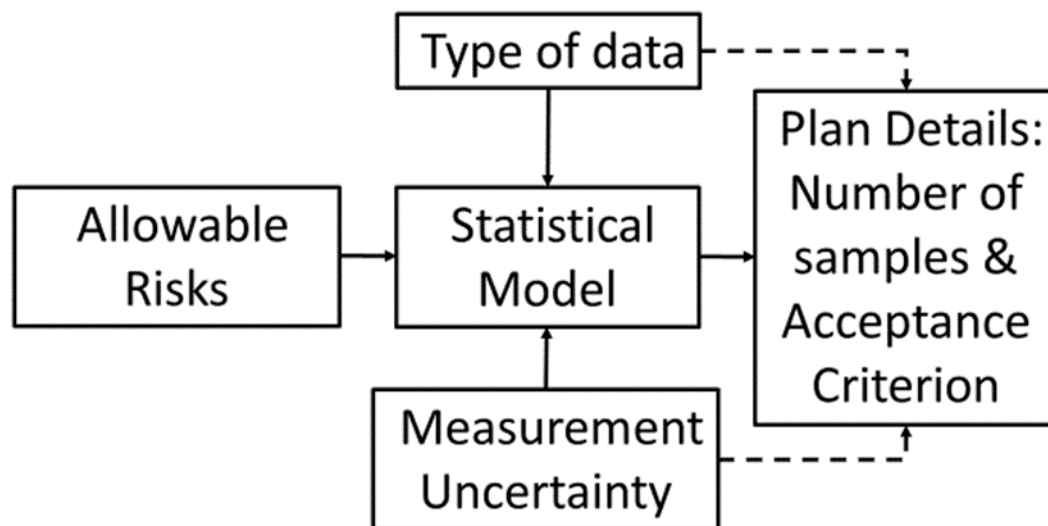 Type of data
Plan Details:
Number of
samples &
Acceptance
Criterion
Allowable
Risks
Statistical
Model
Measurement
Uncertainty